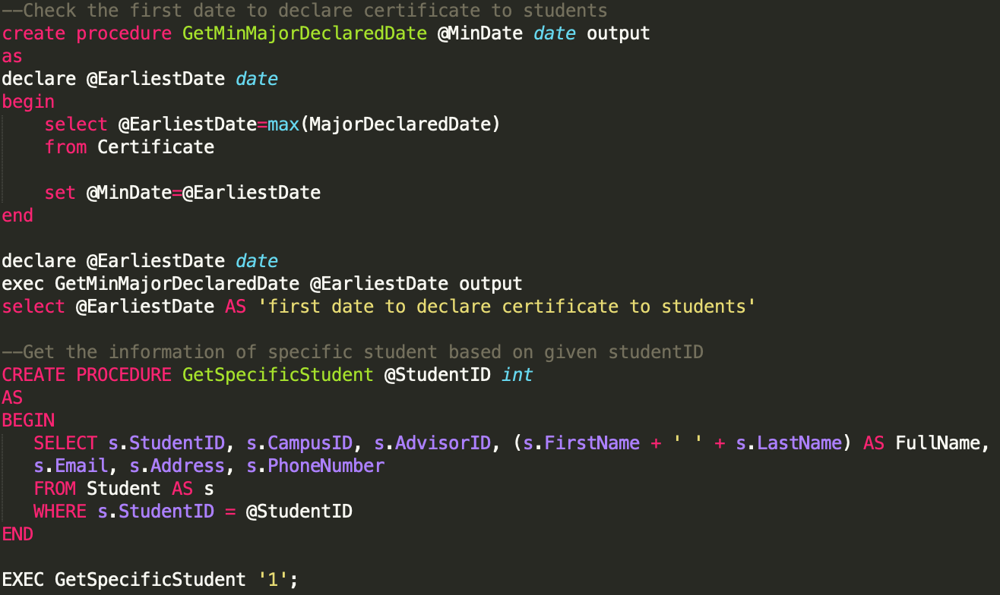 --Check the first date to declare certificate to students
create procedure GetMinMajorDeclaredDate @MinDate date output
as
declare @EarliestDate date
begin
    select @EarliestDate=max(MajorDeclaredDate)
    from Certificate

    set @MinDate=@EarliestDate
end

declare @EarliestDate date
exec GetMinMajorDeclaredDate @EarliestDate output
select @EarliestDate AS 'first date to declare certificate to students'

--Get the information of specific student based on given studentID
CREATE PROCEDURE GetSpecificStudent @StudentID int
AS
BEGIN
   SELECT s.StudentID, s.CampusID, s.AdvisorID, (s.FirstName + ' ' + s.LastName) AS FullName,
   s.Email, s.Address, s.PhoneNumber
   FROM Student AS s
   WHERE s.StudentID = @StudentID
END

EXEC GetSpecificStudent '1';